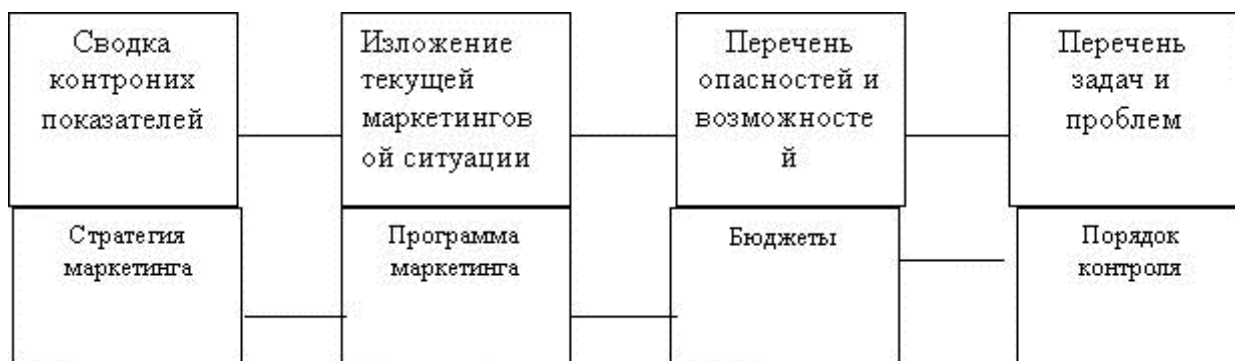 Сводка
контроних
показателей
Изложение
текущей
маркетингов
ой ситуации
Перечень
опасностей и
возможносте
й
Перечень
задач и
проблем
Стратегия
маркетинга
Программа
маркетинга
Бюджеты
Порядок
контроля